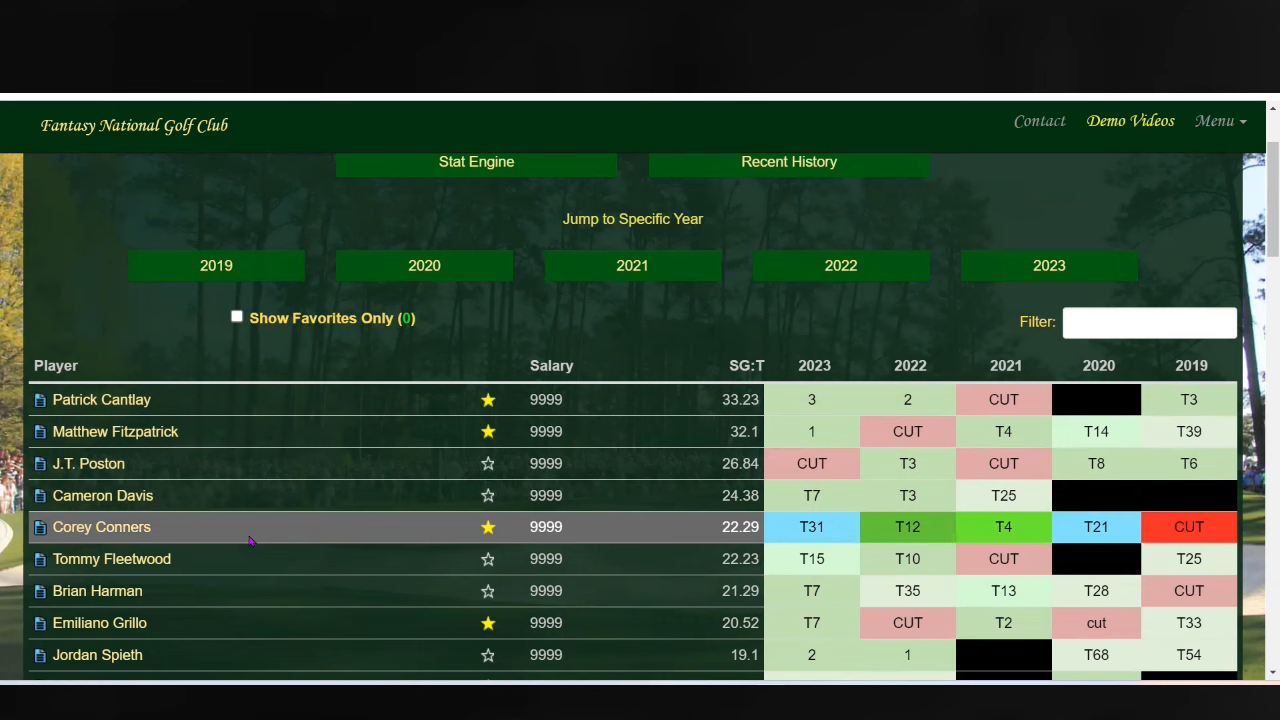 Fantasy National Golf Club Contact Demo Videos Menu
Stat Engine Recent History
Jump to Specific Year
2019 2020 2021 2022 2023
Show Favorites Only (0) Filter:
Player Salary SG:T 2023 2022 2021 2020 2019
Patrick Cantlay 9999 33.23 3 2 CUT T3
Matthew Fitzpatrick 9999 32.1 1 CUT T4 T14 T39
J.T. Poston 9999 26.84 CUT T3 CUT T8 T6
Cameron Davis 9999 24.38 T7 T3 T25
Corey Conners 9999 22.29 T31 T12 T4 T21 CUT
Tommy Fleetwood 9999 22.23 T15 T10 CUT T25
Brian Harman 9999 21.29 T7 T35 T13 T28 CUT
Emiliano Grillo 9999 20.52 T7 CUT T2 cut T33
Jordan Spieth 9999 19.1 2 1 T68 T54